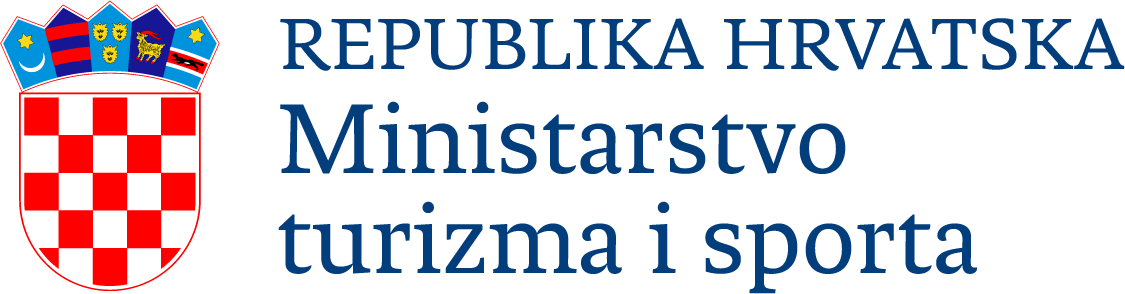 REPUBLIKA HRVATSKA
Ministarstvo
turizma i sporta